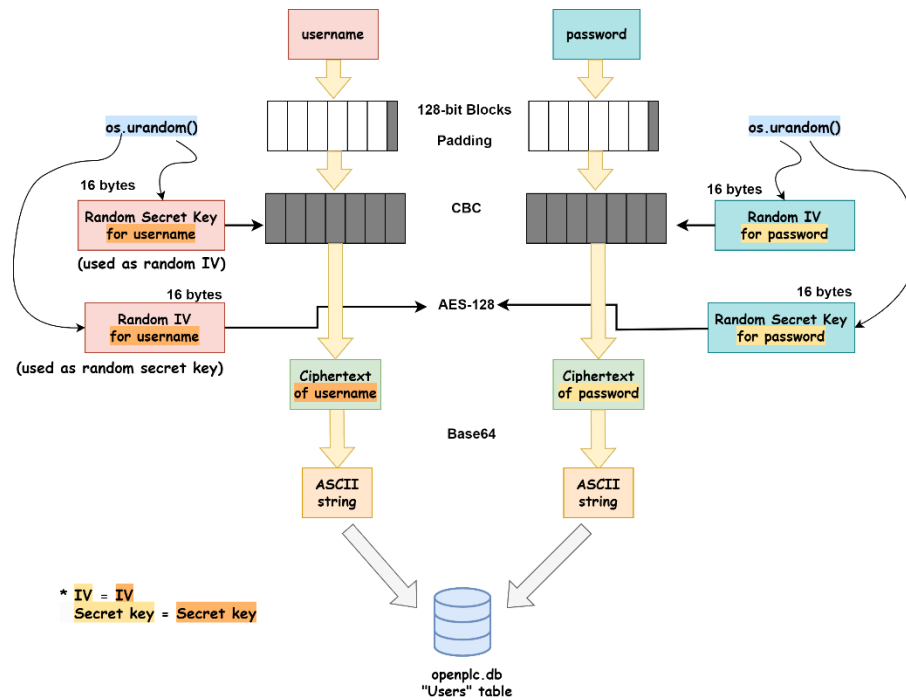 username
password
128-bit Blocks
Padding
os.urandom()
os.urandom()
16 bytes
16 bytes
Random Secret Key
for username
(used as random IV)
CBC
Random IV
for password
16 bytes
Random IV
for username
(used as random secret key)
AES-128
16 bytes
Random Secret Key
for password
Ciphertext
of username
Ciphertext
of password
Base64
ASCII
string
ASCII
string
* IV = IV
Secret key = Secret key
openplc.db
"Users" table